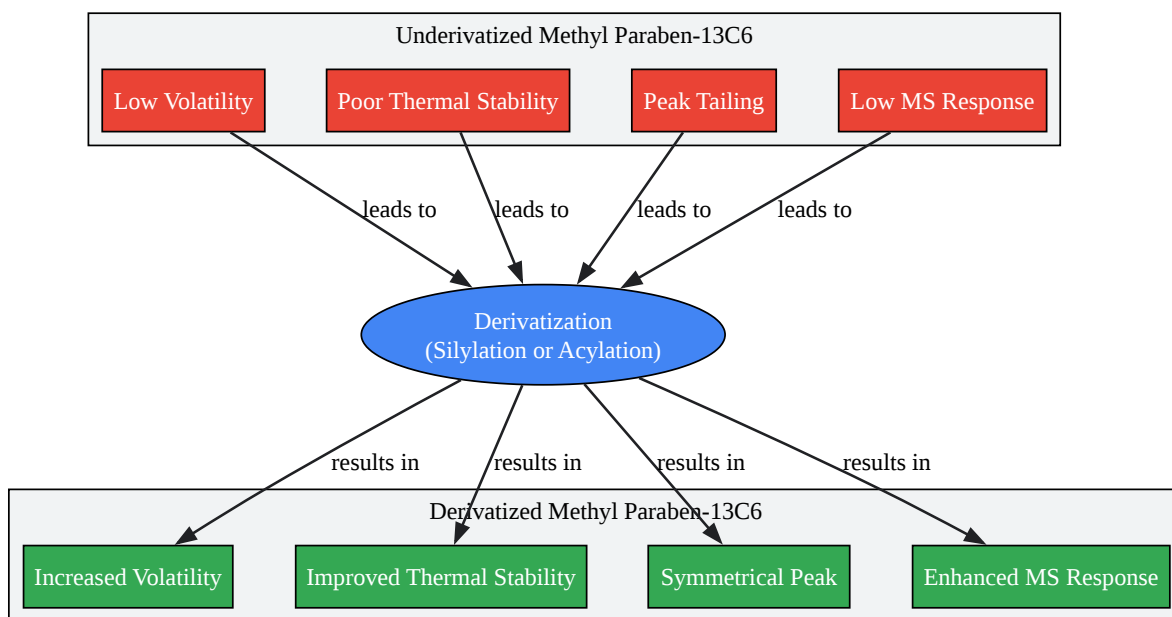 Underivatized Methyl Paraben-13C6
Low Volatility
Poor Thermal Stability
Peak Tailing
Low MS Response
leads to
leads to
leads to
leads to
Derivatization
(Silylation or Acylation)
results in
results in
results in
results in
Derivatized Methyl Paraben-13C6
Increased Volatility
Improved Thermal Stability
Symmetrical Peak
Enhanced MS Response